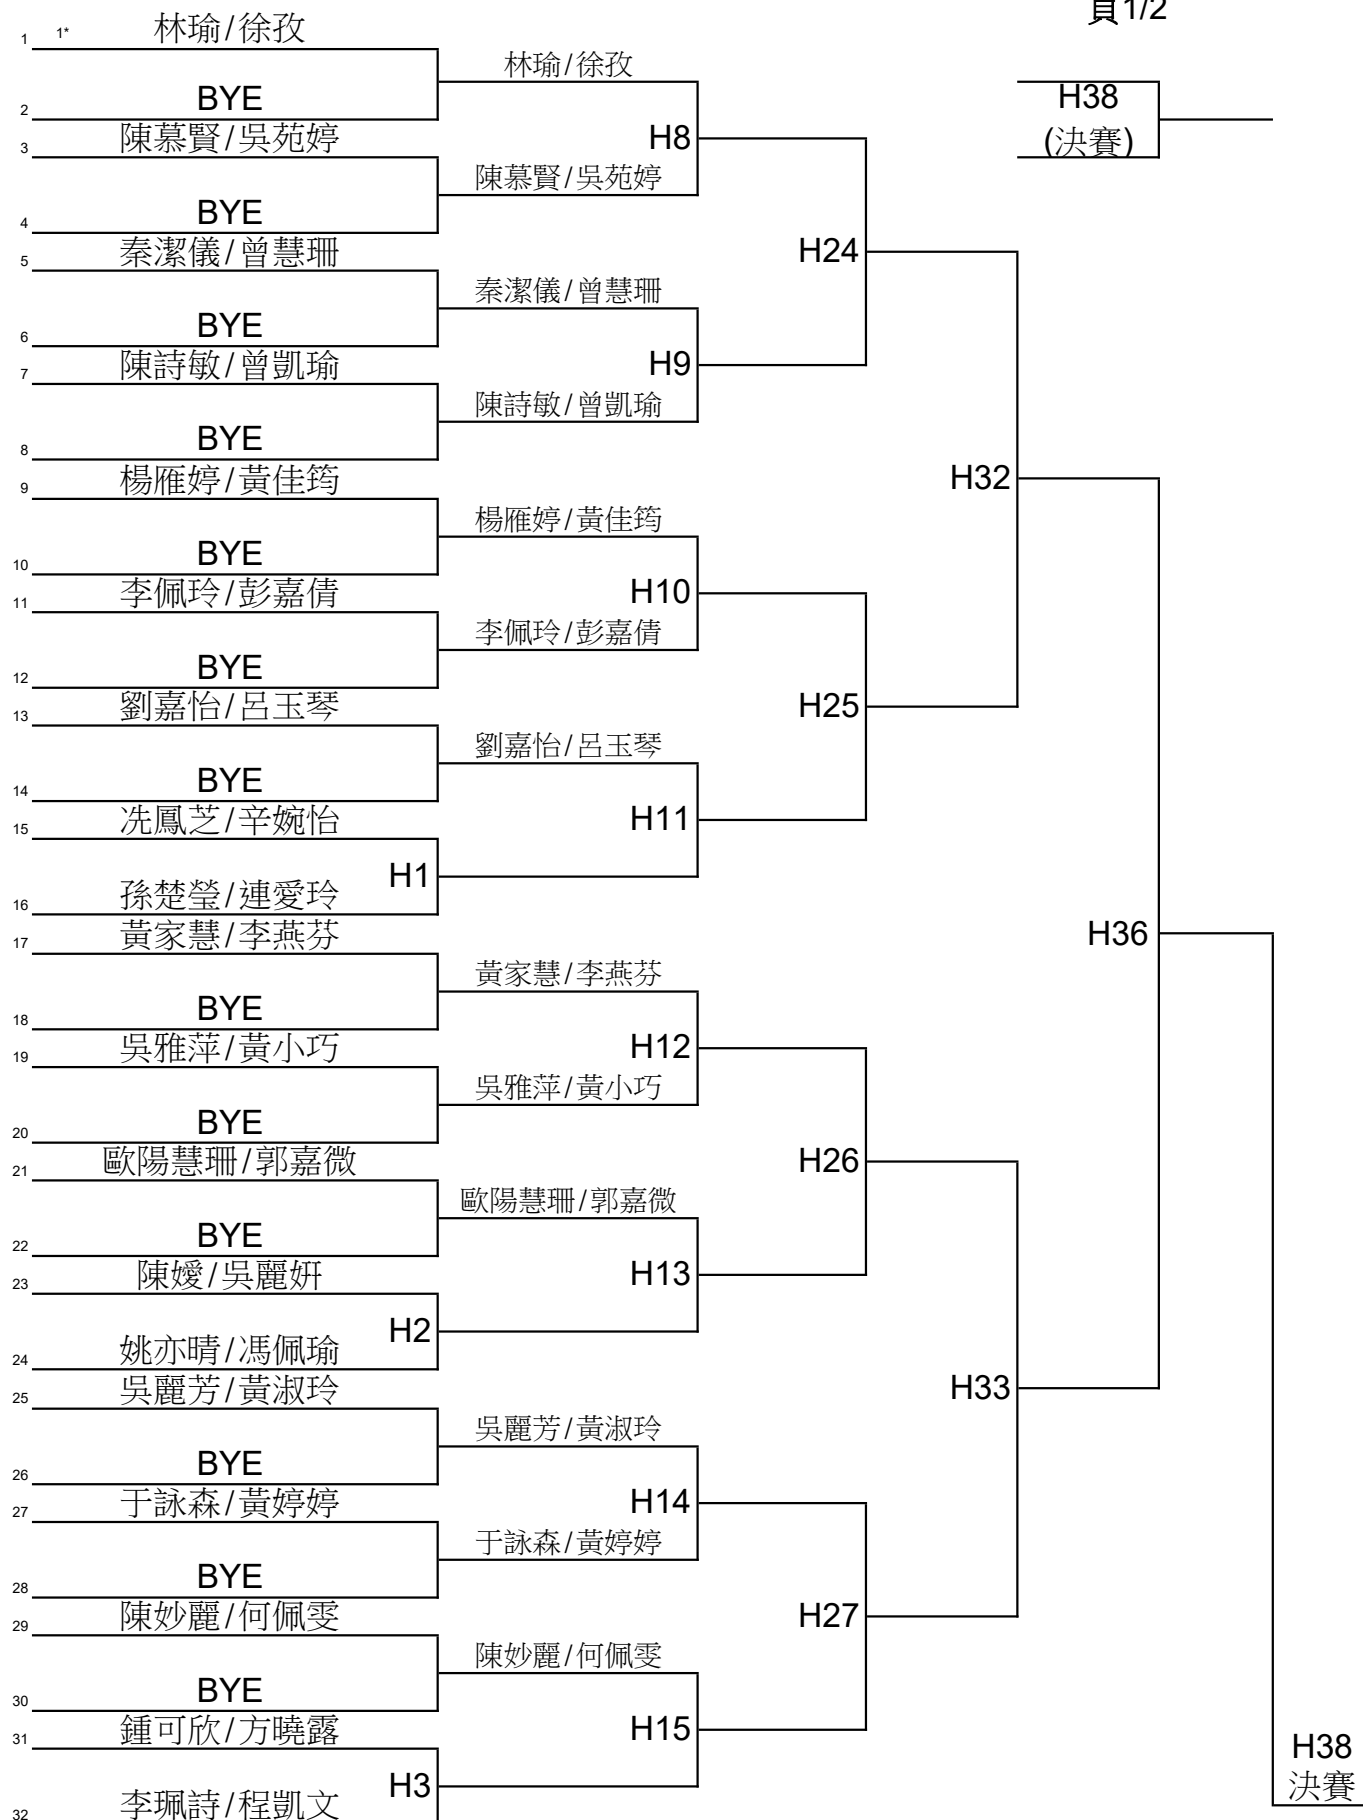 頁1/2
1 1* 林瑜/徐孜
林瑜/徐孜
2 BYE
H38
(決賽)
3 陳慕賢/吳苑婷
H8
陳慕賢/吳苑婷
4 BYE
5 秦潔儀/曾慧珊
H24
秦潔儀/曾慧珊
6 BYE
7 陳詩敏/曾凱瑜
H9
陳詩敏/曾凱瑜
8 BYE
9 楊雁婷/黃佳筠
H32
楊雁婷/黃佳筠
10 BYE
11 李佩玲/彭嘉倩
H10
李佩玲/彭嘉倩
12 BYE
13 劉嘉怡/呂玉琴
H25
劉嘉怡/呂玉琴
14 BYE
15 冼鳳芝/辛婉怡
H11
H1
16 孫楚瑩/連愛玲
17 黃家慧/李燕芬
H36
黃家慧/李燕芬
18 BYE
19 吳雅萍/黃小巧
H12
吳雅萍/黃小巧
20 BYE
21 歐陽慧珊/郭嘉微
H26
歐陽慧珊/郭嘉微
22 BYE
23 陳嬡/吳麗妍
H13
H2
24 姚亦晴/馮佩瑜
25 吳麗芳/黃淑玲
H33
吳麗芳/黃淑玲
26 BYE
27 于詠森/黃婷婷
H14
于詠森/黃婷婷
28 BYE
29 陳妙麗/何佩雯
H27
陳妙麗/何佩雯
30 BYE
31 鍾可欣/方曉露
H15
H38
決賽
H3
32 李珮詩/程凱文